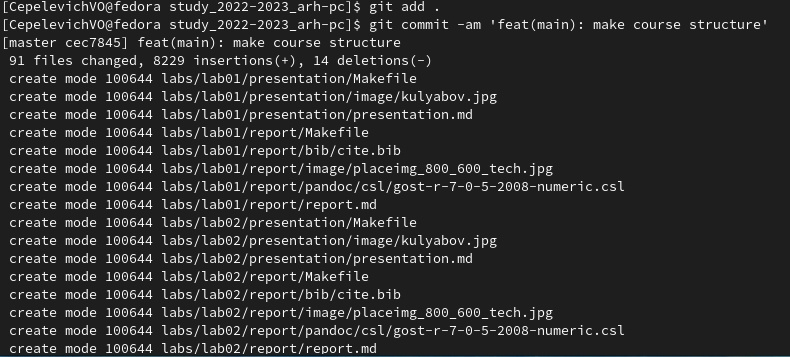 [CepelevichVO@fedora study_2022-2023_arh-pc]$ git add .
[CepelevichVO@fedora study_2022-2023_arh-pc]$ git commit -am 'feat(main): make course structure'
[master cec7845] feat(main): make course structure
91 files changed, 8229 insertions(+), 14 deletions(-)
create mode 100644 labs/lab01/presentation/Makefile
create mode 100644 labs/lab01/presentation/image/kulyabov.jpg
create mode 100644 labs/lab01/presentation/presentation.md
create mode 100644 labs/lab01/report/Makefile
create mode 100644 labs/lab01/report/bib/cite.bib
create mode 100644 labs/lab01/report/image/placeimg_800_600_tech.jpg
create mode 100644 labs/lab01/report/pandoc/csl/gost-r-7-0-5-2008-numeric.csl
create mode 100644 labs/lab01/report/report.md
create mode 100644 labs/lab02/presentation/Makefile
create mode 100644 labs/lab02/presentation/image/kulyabov.jpg
create mode 100644 labs/lab02/presentation/presentation.md
create mode 100644 labs/lab02/report/Makefile
create mode 100644 labs/lab02/report/bib/cite.bib
create mode 100644 labs/lab02/report/image/placeimg_800_600_tech.jpg
create mode 100644 labs/lab02/report/pandoc/csl/gost-r-7-0-5-2008-numeric.csl
create mode 100644 labs/lab02/report/report.md